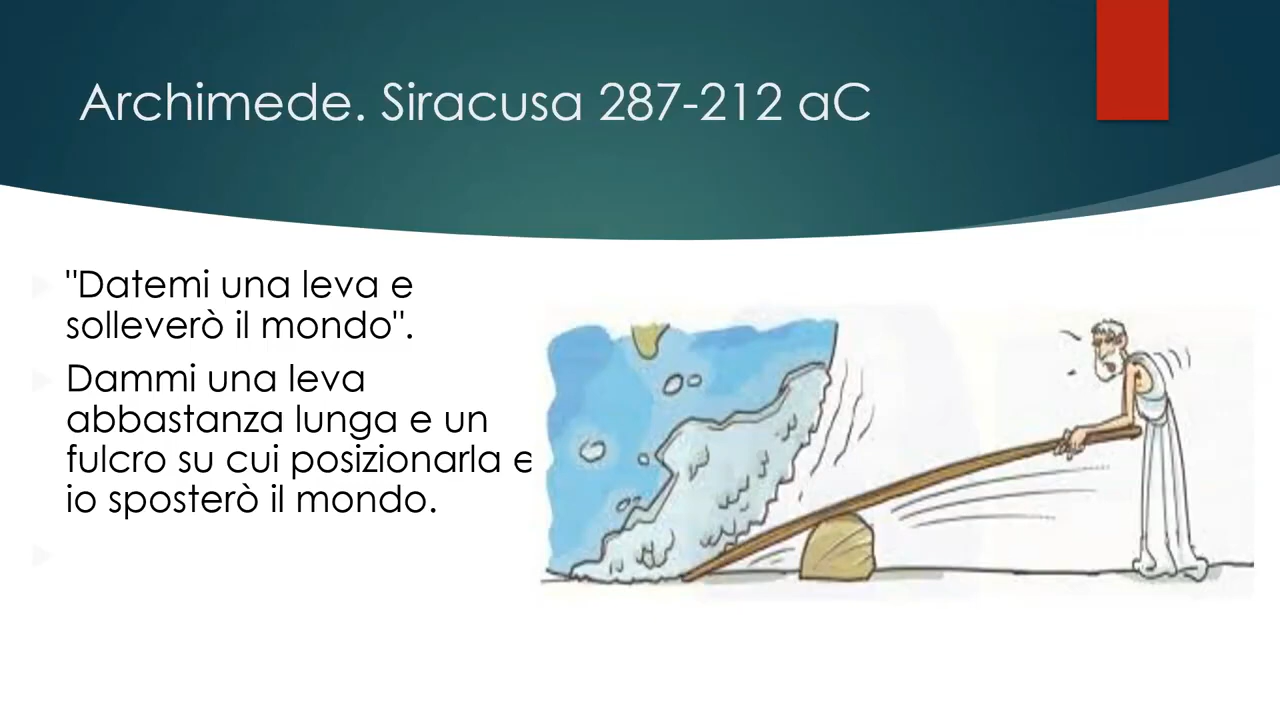 Archimede. Siracusa 287-212 aC
"Datemi una leva e
solleverò il mondo".
Dammi una leva
abbastanza lunga e un
fulcro su cui posizionarla e
io sposterò il mondo.